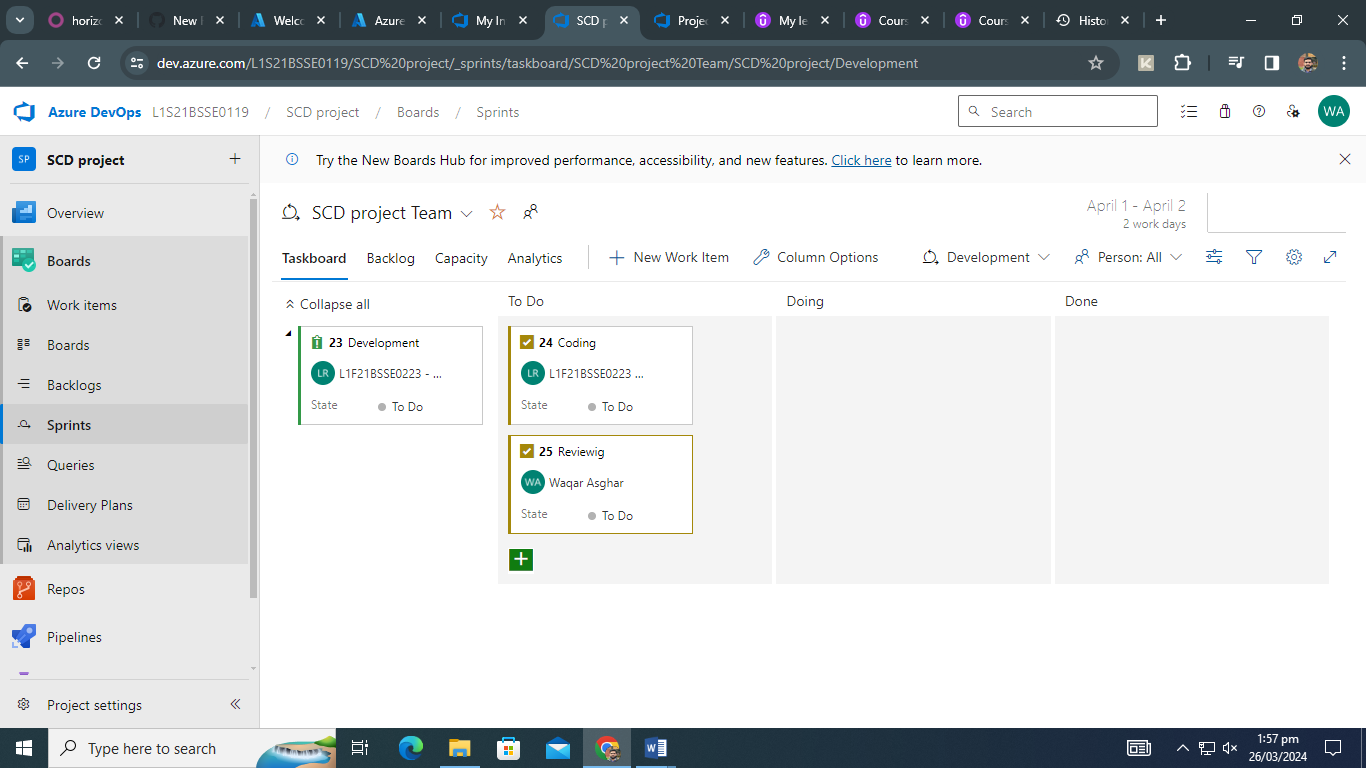 horiz
New I
Welco
Azure
My In
SCD p
Projec
My le
Cours
Cours
Histo
dev.azure.com/L1S21BSSE0119/SCD%20project/_sprints/taskboard/SCD%20project%20Team/SCD%20project/Development
Azure DevOps L1S21BSSE0119 / SCD project / Boards / Sprints
Search
WA
SP SCD project
Try the New Boards Hub for improved performance, accessibility, and new features. Click here to learn more.
Overview
Boards
Work items
Boards
Backlogs
Sprints
Queries
Delivery Plans
Analytics views
Repos
Pipelines
Project settings
SCD project Team
April 1 - April 2
2 work days
Taskboard Backlog Capacity Analytics
New Work Item
Column Options
Development
Person: All
Collapse all
To Do
Doing
Done
23 Development
LR L1F21BSSE0223 - ...
State To Do
24 Coding
LR L1F21BSSE0223 ...
State To Do
25 Reviewig
WA Waqar Asghar
State To Do
Type here to search
1:57 pm
26/03/2024